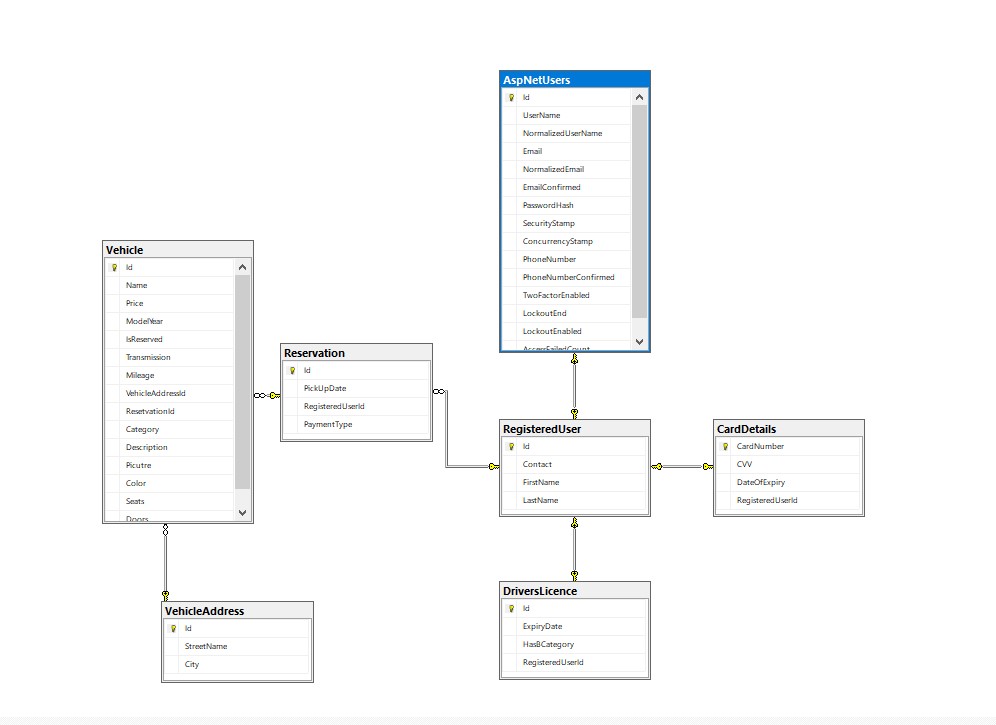 AspNetUsers
Id
UserName
NormalizedUserName
Email
NormalizedEmail
EmailConfirmed
PasswordHash
SecurityStamp
ConcurrencyStamp
PhoneNumber
PhoneNumberConfirmed
TwoFactorEnabled
LockoutEnd
LockoutEnabled
AccessFailedCount
Vehicle
Id
Name
Price
ModelYear
IsReserved
Transmission
Mileage
VehicleAddressId
ResetvationId
Category
Description
Picutre
Color
Seats
Doors
Reservation
Id
PickUpDate
RegisteredUserId
PaymentType
RegisteredUser
Id
Contact
FirstName
LastName
CardDetails
CardNumber
CVV
DateOfExpiry
RegisteredUserId
DriversLicence
Id
ExpiryDate
HasBCategory
RegisteredUserId
VehicleAddress
Id
StreetName
City